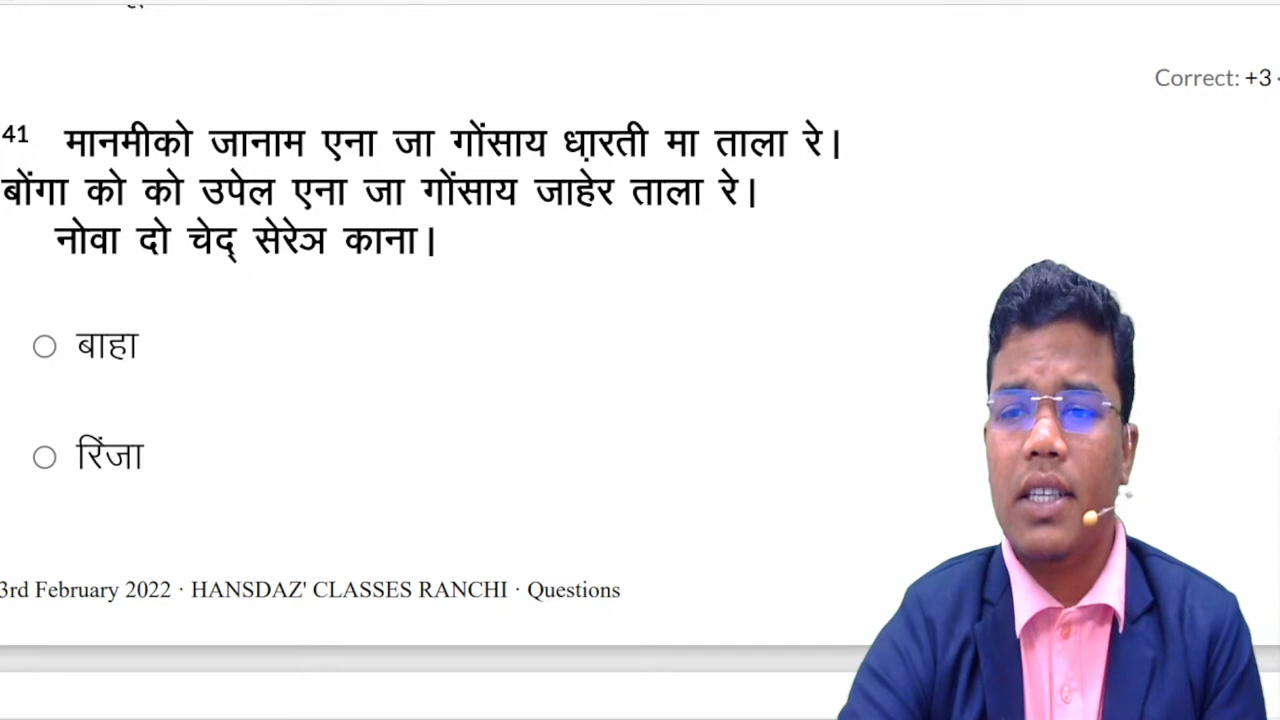 Correct: +3
41 मानमीको जानाम एना जा गोंसाय धा़रती मा ताला रे।
बोंगा को को उपेल एना जा गोंसाय जाहेर ताला रे।
नोवा दो चेद् सेरेञ काना।
बाहा
रिंजा
3rd February 2022 · HANSDAZ' CLASSES RANCHI · Questions